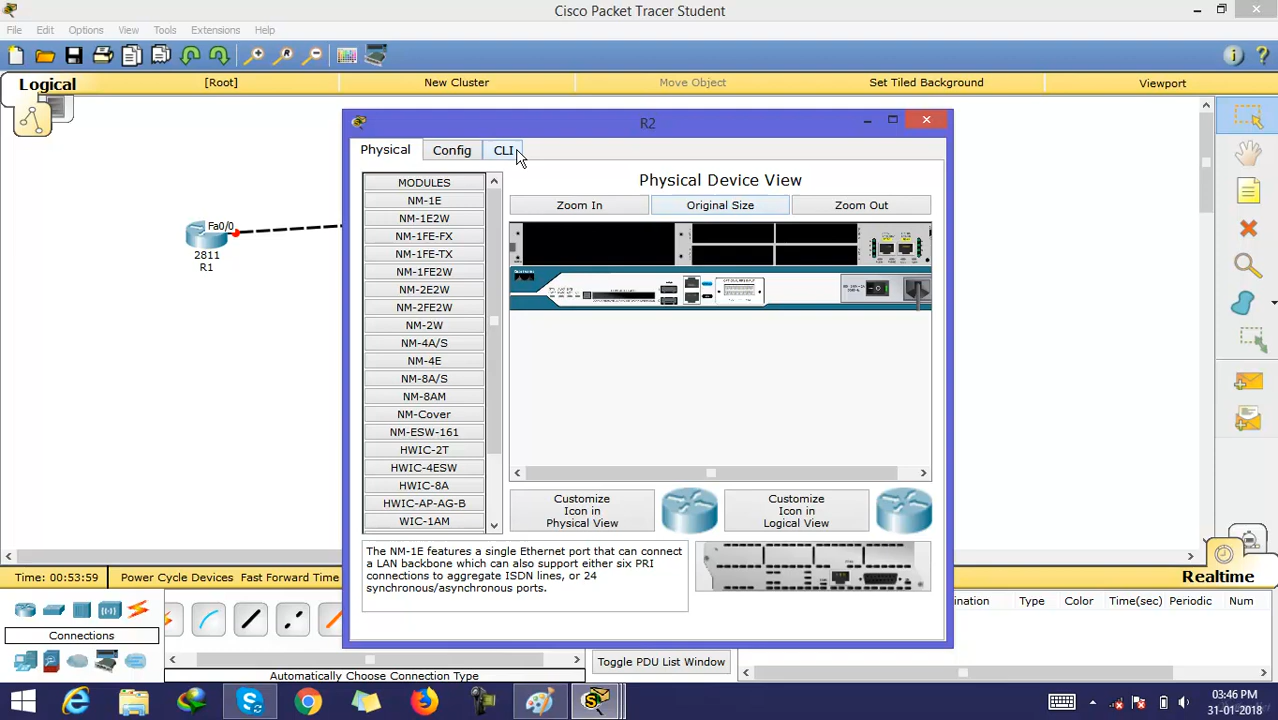 Cisco Packet Tracer Student
File Edit Options View Tools Extensions Help
Logical [Root] New Cluster Move Object Set Tiled Background Viewport
R2
Physical Config CLI
MODULES
NM-1E
NM-1E2W
NM-1FE-FX
NM-1FE-TX
NM-1FE2W
NM-2E2W
NM-2FE2W
NM-2W
NM-4A/S
NM-4E
NM-8A/S
NM-8AM
NM-Cover
NM-ESW-161
HWIC-2T
HWIC-4ESW
HWIC-8A
HWIC-AP-AG-B
WIC-1AM
Physical Device View
Zoom In Original Size Zoom Out
Fa0/0
2811
R1
Customize
Icon in
Physical View
Customize
Icon in
Logical View
The NM-1E features a single Ethernet port that can connect
a LAN backbone which can also support either six PRI
connections to aggregate ISDN lines, or 24
synchronous/asynchronous ports.
Time: 00:53:59 Power Cycle Devices Fast Forward Time
Realtime
Connections
Automatically Choose Connection Type
Toggle PDU List Window
ination Type Color Time(sec) Periodic Num
03:46 PM
31-01-2018